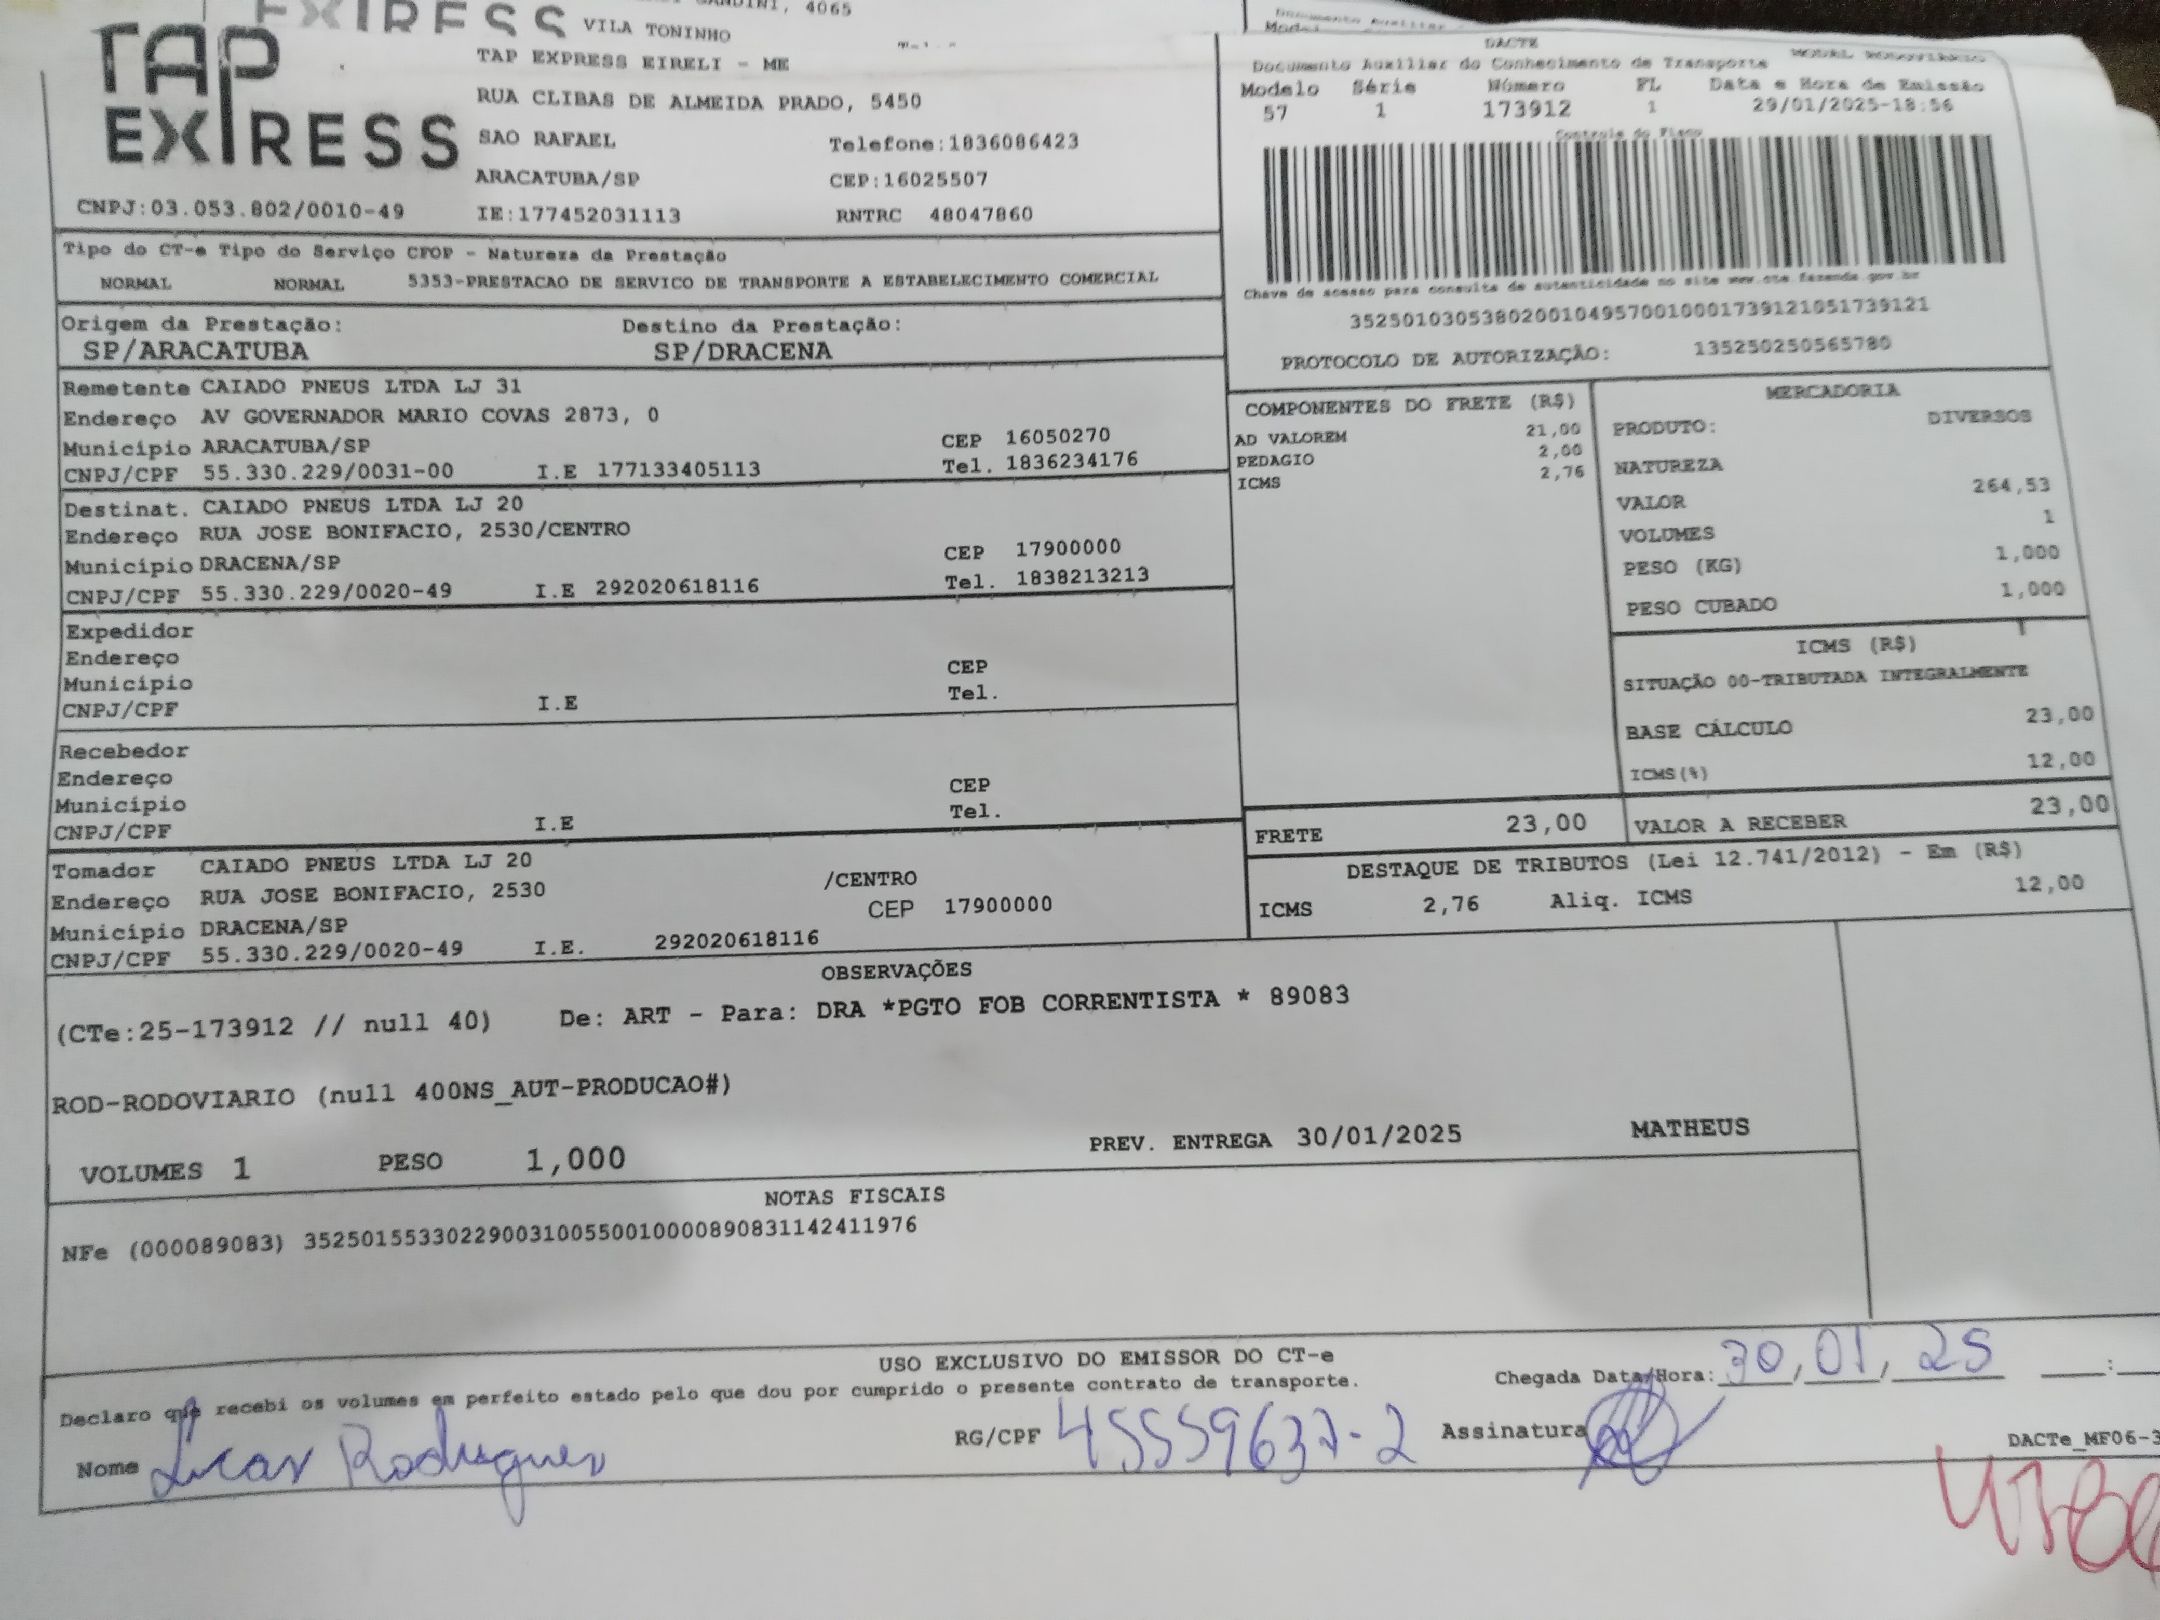 EXPRESS
GANDINI, 4065
VILA TONINHO
Documento Auxiliar
TAP
EXPRESS
TAP EXPRESS EIRELI - ME
RUA CLIBAS DE ALMEIDA PRADO, 5450
SAO RAFAEL Telefone:1836086423
ARACATUBA/SP CEP:16025507
CNPJ:03.053.802/0010-49 IE:177452031113 RNTRC 48047860
DACTE MODAL RODOVIÁRIO
Documento Auxiliar do Conhecimento de Transporte
Modelo Série Número FL Data e Hora de Emissão
57 1 173912 1 29/01/2025-18:56
Controle do Fisco
Chave de acesso para consulta de autenticidade no site www.cte.fazenda.gov.br
35250103053802001049570010001739121051739121
PROTOCOLO DE AUTORIZAÇÃO: 135250250565780
Tipo do CT-e Tipo do Serviço CFOP - Natureza da Prestação
NORMAL NORMAL 5353-PRESTACAO DE SERVICO DE TRANSPORTE A ESTABELECIMENTO COMERCIAL
Origem da Prestação: Destino da Prestação:
SP/ARACATUBA SP/DRACENA
Remetente CAIADO PNEUS LTDA LJ 31
Endereço AV GOVERNADOR MARIO COVAS 2873, 0
Município ARACATUBA/SP CEP 16050270
CNPJ/CPF 55.330.229/0031-00 I.E 177133405113 Tel. 1836234176
Destinat. CAIADO PNEUS LTDA LJ 20
Endereço RUA JOSE BONIFACIO, 2530/CENTRO
Município DRACENA/SP CEP 17900000
CNPJ/CPF 55.330.229/0020-49 I.E 292020618116 Tel. 1838213213
Expedidor
Endereço
Município CEP
CNPJ/CPF I.E Tel.
Recebedor
Endereço
Município CEP
CNPJ/CPF I.E Tel.
Tomador CAIADO PNEUS LTDA LJ 20
Endereço RUA JOSE BONIFACIO, 2530 /CENTRO
Município DRACENA/SP CEP 17900000
CNPJ/CPF 55.330.229/0020-49 I.E. 292020618116
COMPONENTES DO FRETE (R$)
AD VALOREM 21,00
PEDAGIO 2,00
ICMS 2,76
MERCADORIA
PRODUTO: DIVERSOS
NATUREZA
VALOR 264,53
VOLUMES 1
PESO (KG) 1,000
PESO CUBADO 1,000
ICMS (R$)
SITUAÇÃO 00-TRIBUTADA INTEGRALMENTE
BASE CÁLCULO 23,00
ICMS(%) 12,00
FRETE 23,00 VALOR A RECEBER 23,00
DESTAQUE DE TRIBUTOS (Lei 12.741/2012) - Em (R$)
ICMS 2,76 Aliq. ICMS 12,00
OBSERVAÇÕES
(CTe:25-173912 // null 40) De: ART - Para: DRA *PGTO FOB CORRENTISTA * 89083
ROD-RODOVIARIO (null 400NS_AUT-PRODUCAO#)
VOLUMES 1 PESO 1,000 PREV. ENTREGA 30/01/2025 MATHEUS
NOTAS FISCAIS
NFe (000089083) 35250155330229003100550010000890831142411976
USO EXCLUSIVO DO EMISSOR DO CT-e
Declaro que recebi os volumes em perfeito estado pelo que dou por cumprido o presente contrato de transporte. Chegada Data/Hora: 30/01/25 :
Nome Lucas Rodrigues RG/CPF 45559637-2 Assinatura
DACTe_MF06-3